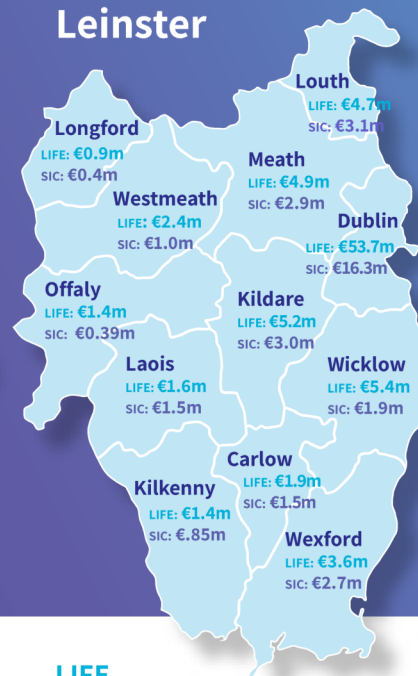 Leinster
Louth
LIFE: €4.7m
SIC: €3.1m
Longford
LIFE: €0.9m
SIC: €0.4m
Meath
LIFE: €4.9m
SIC: €2.9m
Westmeath
LIFE: €2.4m
SIC: €1.0m
Dublin
LIFE: €53.7m
SIC: €16.3m
Offaly
LIFE: €1.4m
SIC: €0.39m
Kildare
LIFE: €5.2m
SIC: €3.0m
Laois
LIFE: €1.6m
SIC: €1.5m
Wicklow
LIFE: €5.4m
SIC: €1.9m
Carlow
LIFE: €1.9m
SIC: €1.5m
Kilkenny
LIFE: €1.4m
SIC: €.85m
Wexford
LIFE: €3.6m
SIC: €2.7m
LIFE